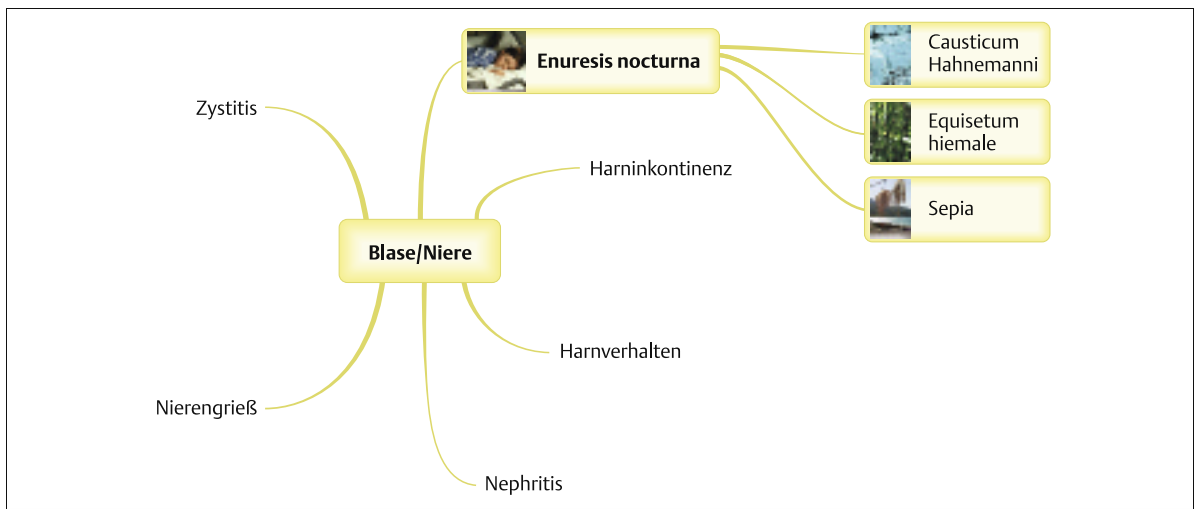 Enuresis nocturna
Causticum
Hahnemanni
Equisetum
hiemale
Sepia
Zystitis
Harninkontinenz
Blase/Niere
Harnverhalten
Nierengrieß
Nephritis